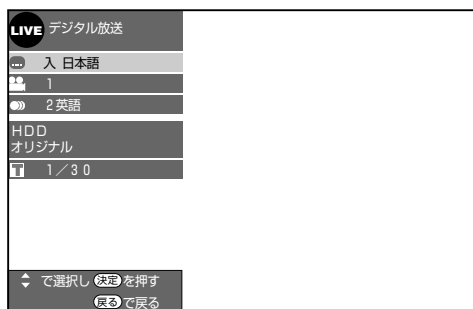 LIVE デジタル放送
入 日本語
1
2 英語
HDD
オリジナル
T 1／30
で選択し 決定 を押す
戻る で戻る